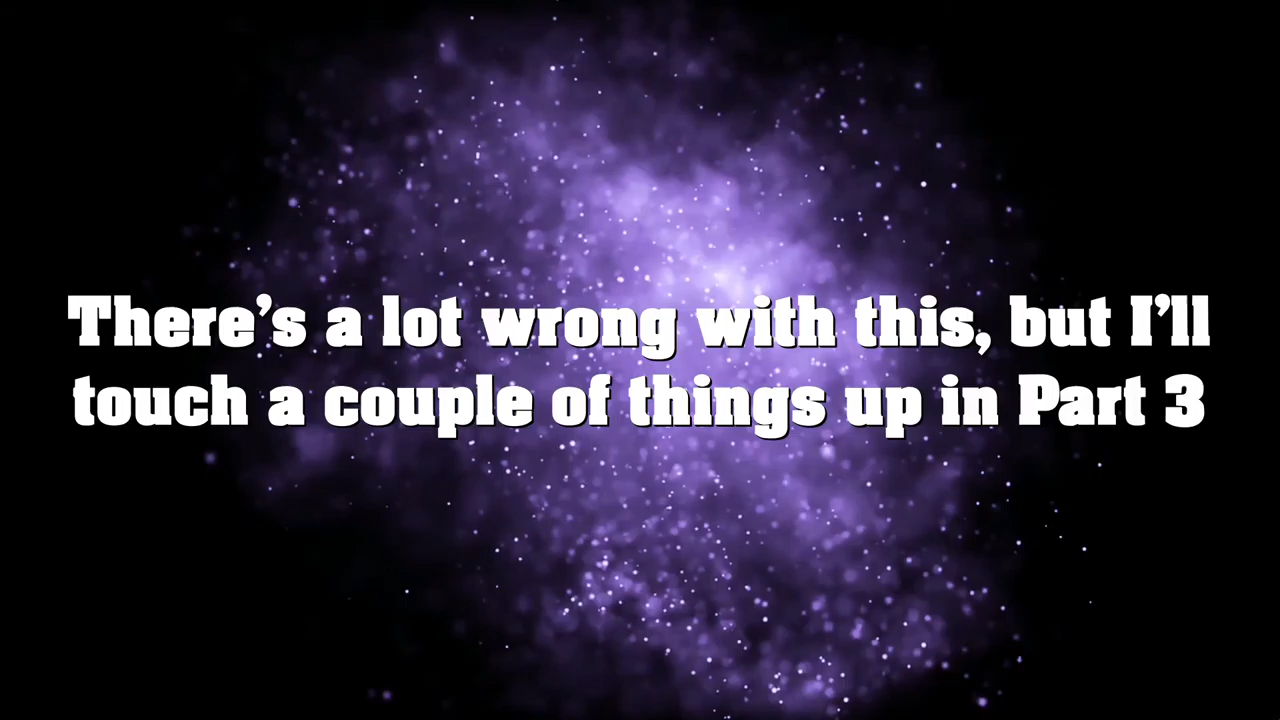 There’s a lot wrong with this, but I’ll
touch a couple of things up in Part 3